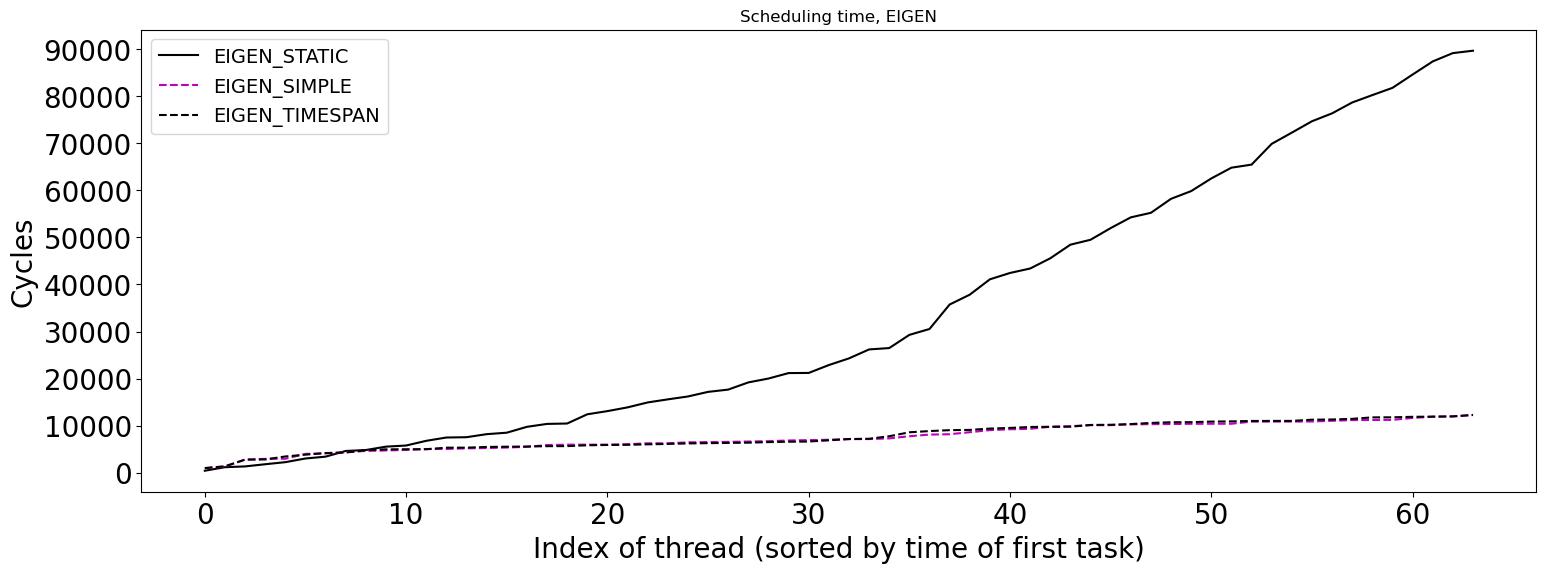 Scheduling time, EIGEN
EIGEN_STATIC
EIGEN_SIMPLE
EIGEN_TIMESPAN
Cycles
90000
80000
70000
60000
50000
40000
30000
20000
10000
0
0 10 20 30 40 50 60
Index of thread (sorted by time of first task)